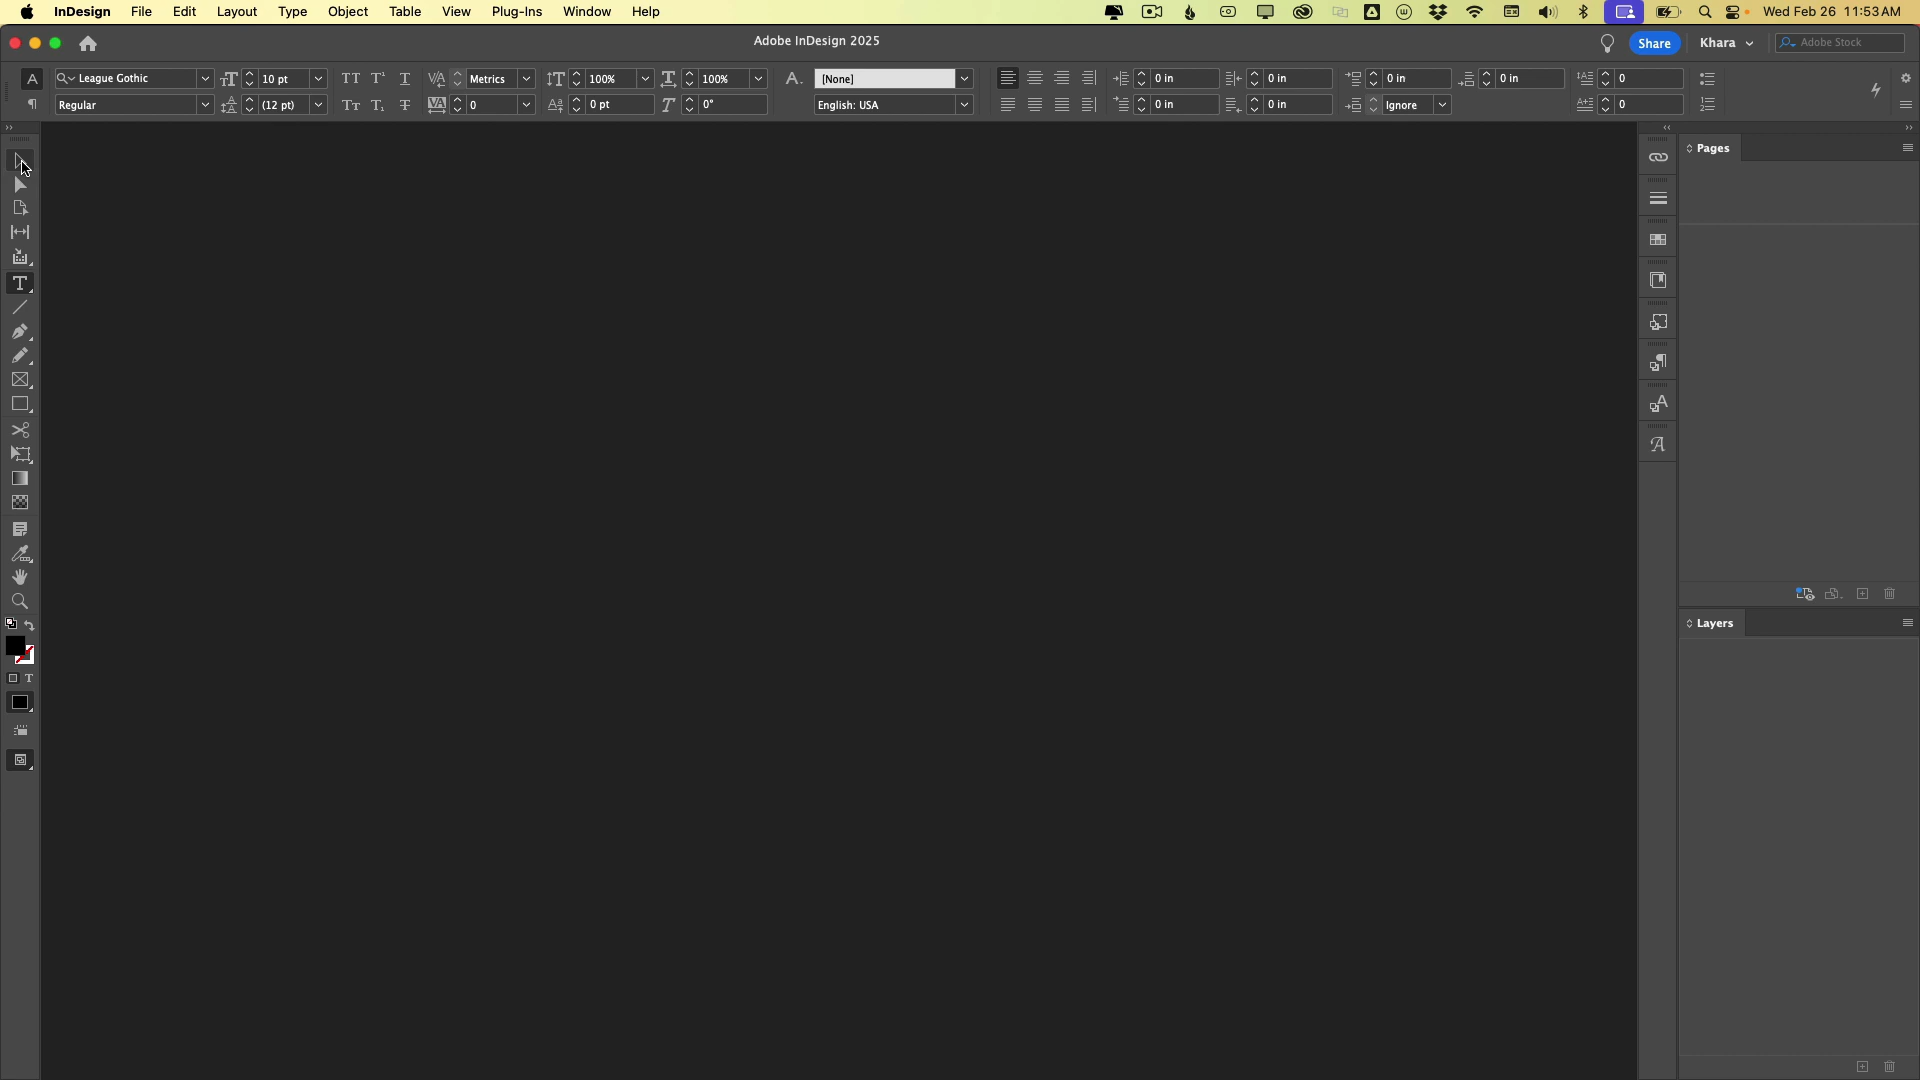 InDesign File Edit Layout Type Object Table View Plug-Ins Window Help Wed Feb 26 11:53 AM
Adobe InDesign 2025 Share Khara Adobe Stock
League Gothic 10 pt Metrics 100% 100% [None] 0 in 0 in 0 in 0 in 0
Regular (12 pt) 0 0 pt 0° English: USA 0 in 0 in Ignore 0
Pages
Layers